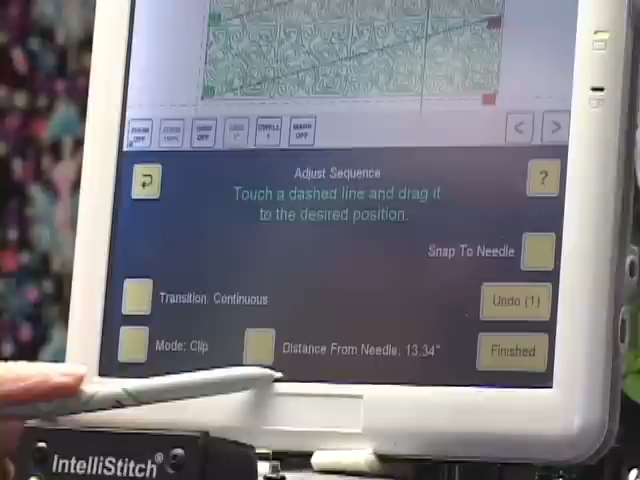 <
>
Adjust Sequence
?
Touch a dashed line and drag it
to the desired position.
Snap To Needle
Transition: Continuous
Undo (1)
Mode: Clip
Distance From Needle: 13.34"
Finished
IntelliStitch®